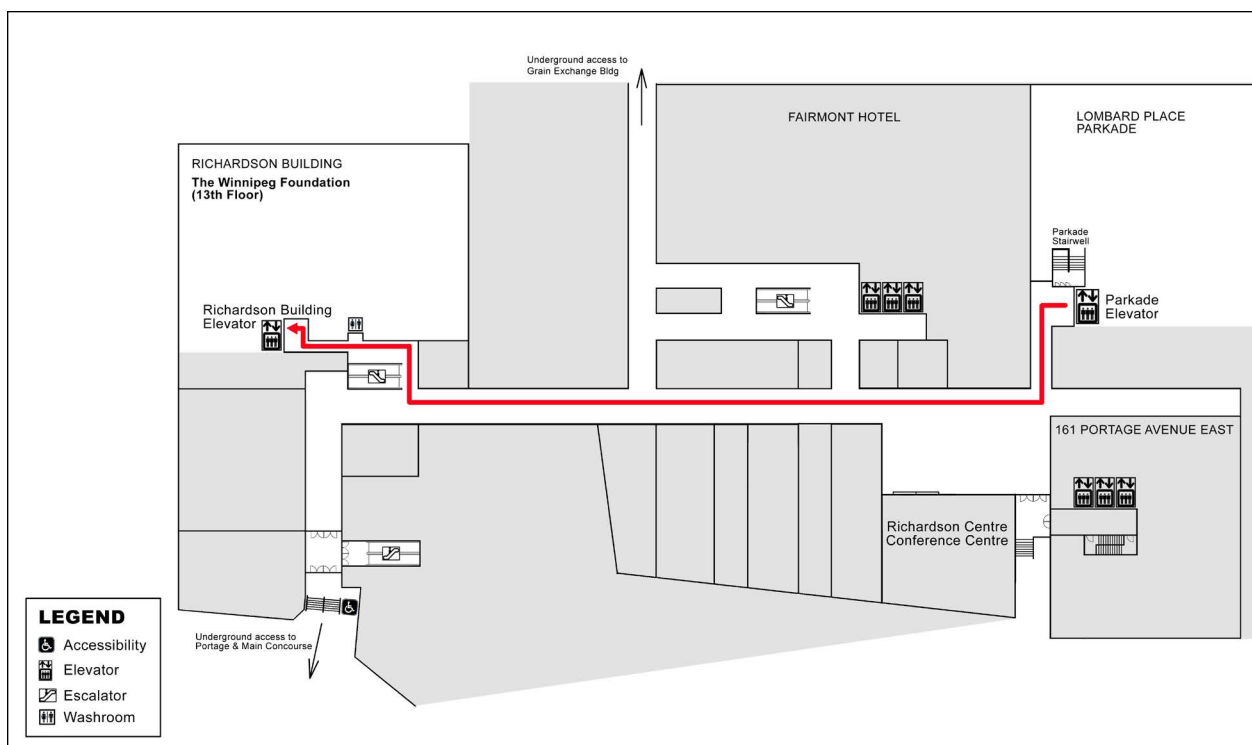 Underground access to
Grain Exchange Bldg
FAIRMONT HOTEL
LOMBARD PLACE
PARKADE
RICHARDSON BUILDING
The Winnipeg Foundation
(13th Floor)
Parkade
Stairwell
Richardson Building
Elevator
Parkade
Elevator
161 PORTAGE AVENUE EAST
Richardson Centre
Conference Centre
LEGEND
Accessibility
Elevator
Escalator
Washroom
Underground access to
Portage & Main Concourse